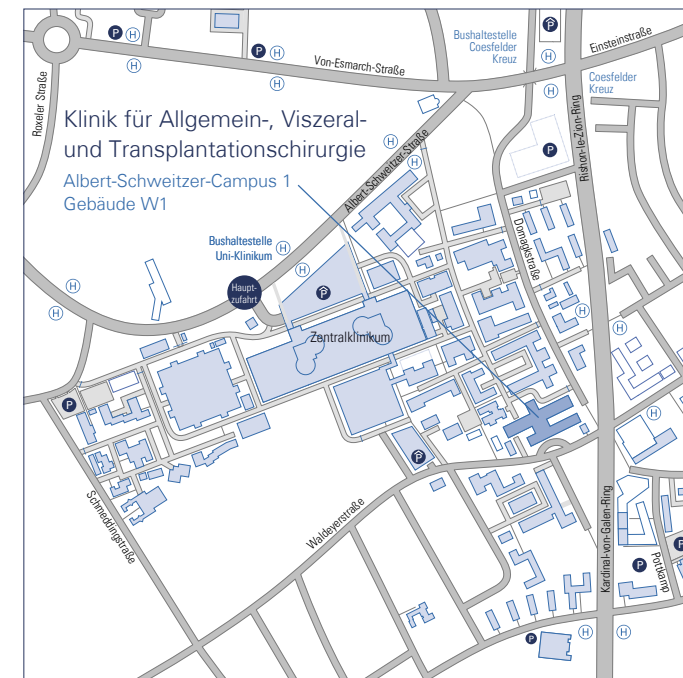 P
H
H
P
H
H
Von-Esmarch-Straße
Bushaltestelle
Coesfelder
Kreuz
P
H
H
Einsteinstraße
Coesfelder
Kreuz
Roxeler Straße
Rishon-le-Zion-Ring
Klinik für Allgemein-, Viszeral-
und Transplantationschirurgie
Albert-Schweitzer-Campus 1
Gebäude W1
Albert-Schweitzer-Straße
H
H
P
Domagkstraße
Bushaltestelle
Uni-Klinikum
H
H
Haupt-
zufahrt
P
H
H
H
H
Zentralklinikum
P
H
P
Schmeddingstraße
Waldeyerstraße
Kardinal-von-Galen-Ring
P
P
Pottkamp
P
H
H